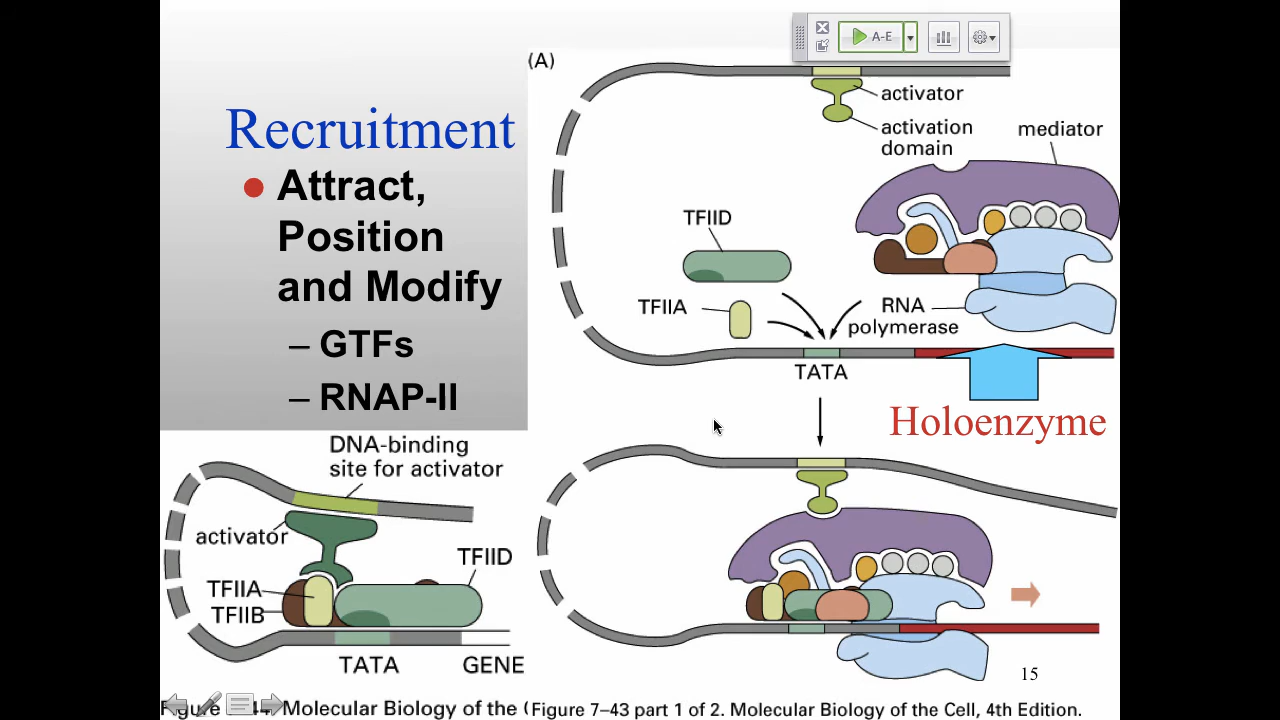 A-E
(A)
Recruitment
Attract,
Position
and Modify
– GTFs
– RNAP-II
activator
activation
domain
mediator
TFIID
TFIIA
RNA
polymerase
TATA
Holoenzyme
DNA-binding
site for activator
activator
TFIID
TFIIA
TFIIB
TATA
GENE
15
Molecular Biology of the
Figure 7–43 part 1 of 2. Molecular Biology of the Cell, 4th Edition.